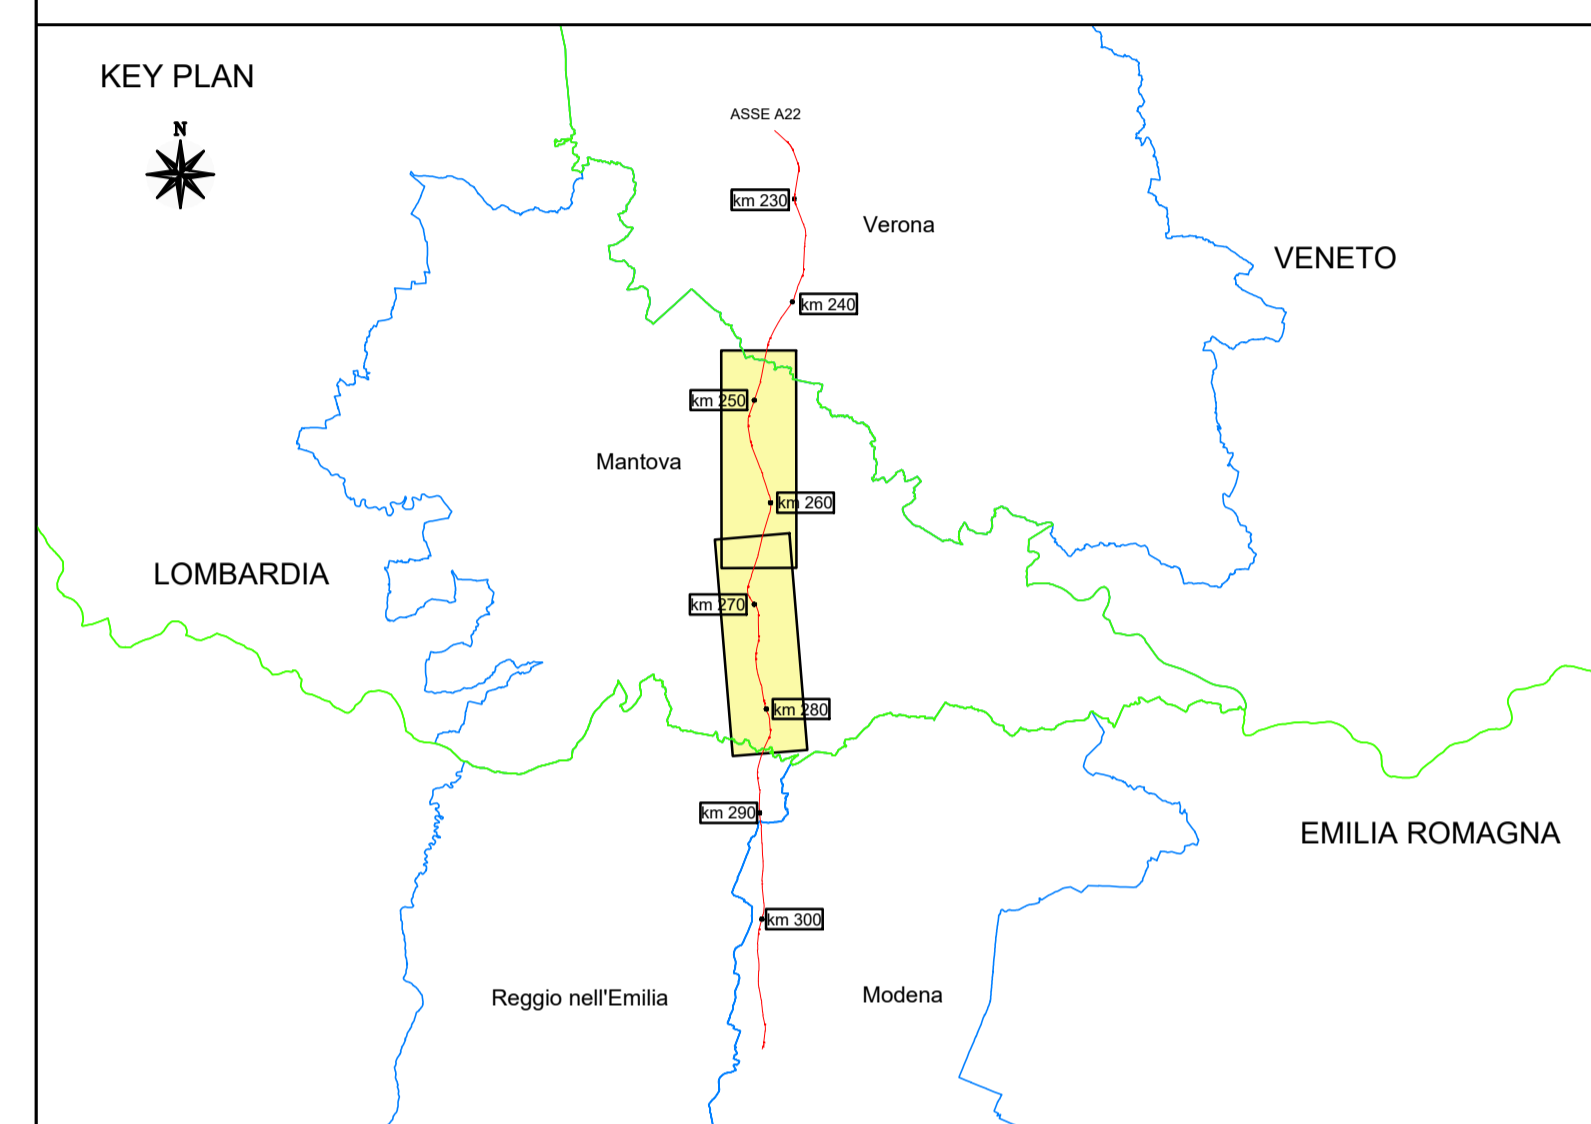 KEY PLAN
N
ASSE A22
km 230
Verona
VENETO
km 240
km 250
Mantova
km 260
LOMBARDIA
km 270
km 280
km 290
EMILIA ROMAGNA
km 300
Reggio nell'Emilia
Modena